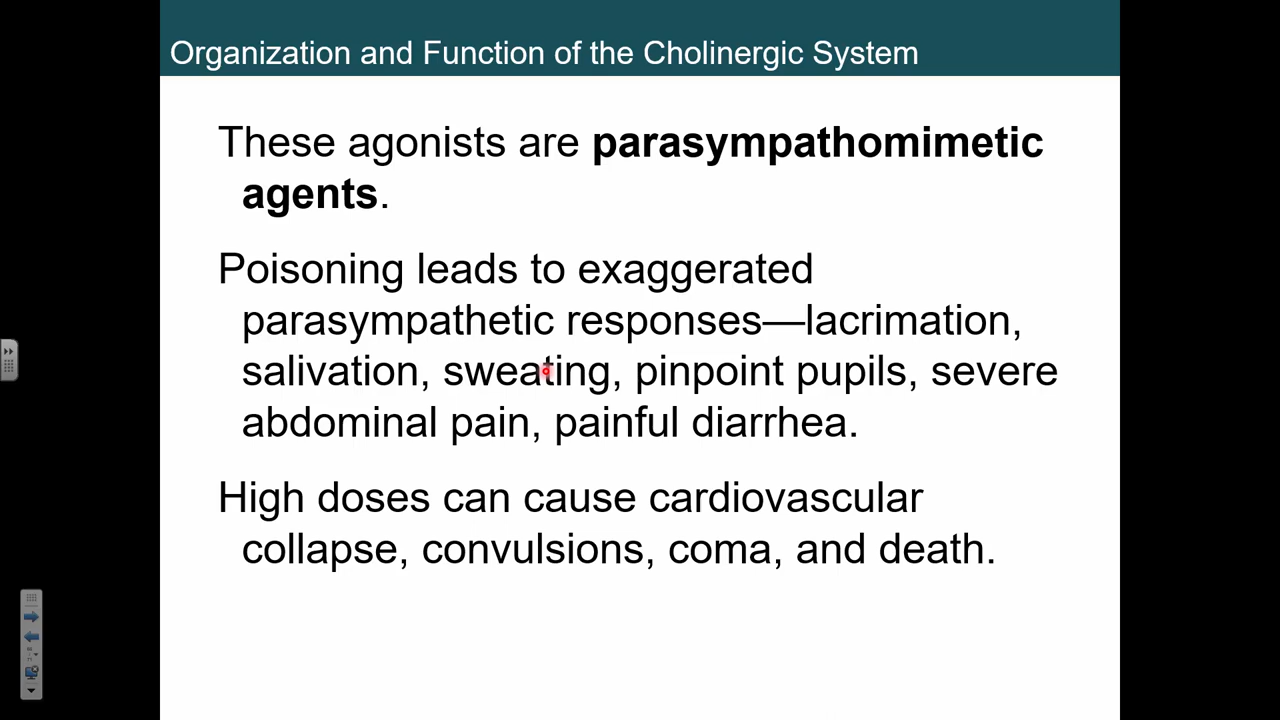 Organization and Function of the Cholinergic System
These agonists are parasympathomimetic
agents.
Poisoning leads to exaggerated
parasympathetic responses—lacrimation,
salivation, sweating, pinpoint pupils, severe
abdominal pain, painful diarrhea.
High doses can cause cardiovascular
collapse, convulsions, coma, and death.